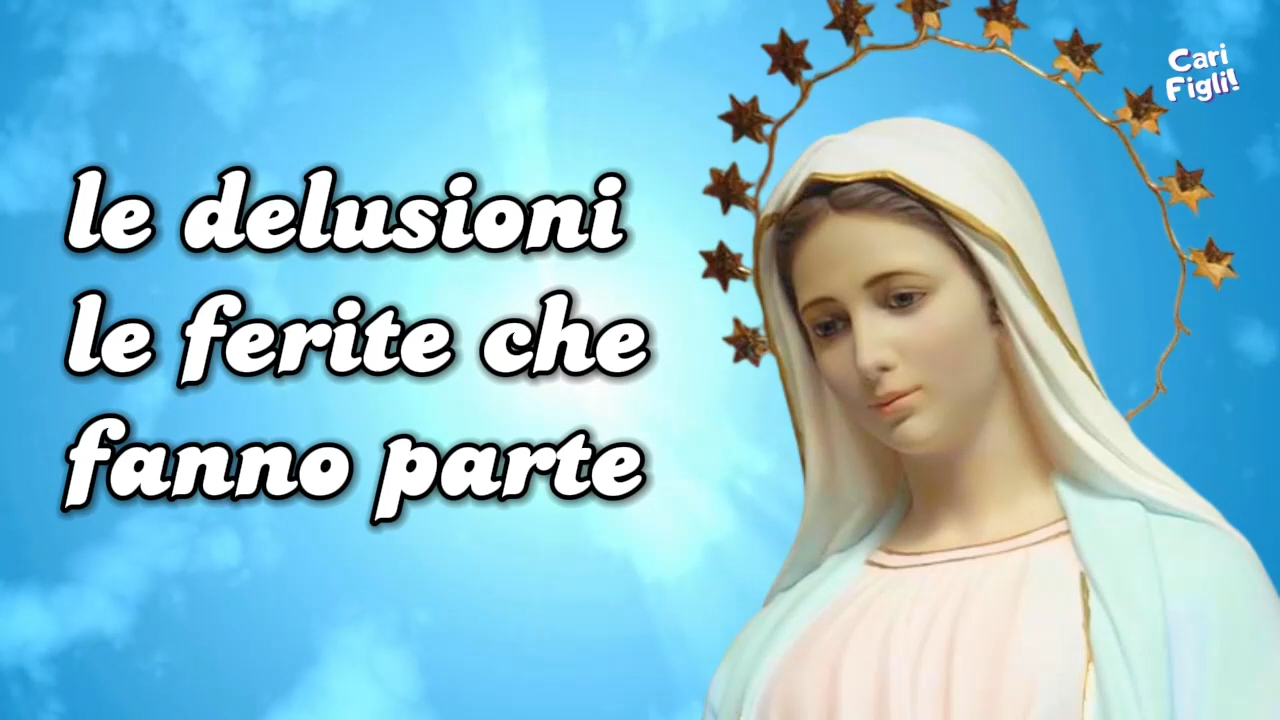 le delusioni
le ferite che
fanno parte
Cari
Figli!